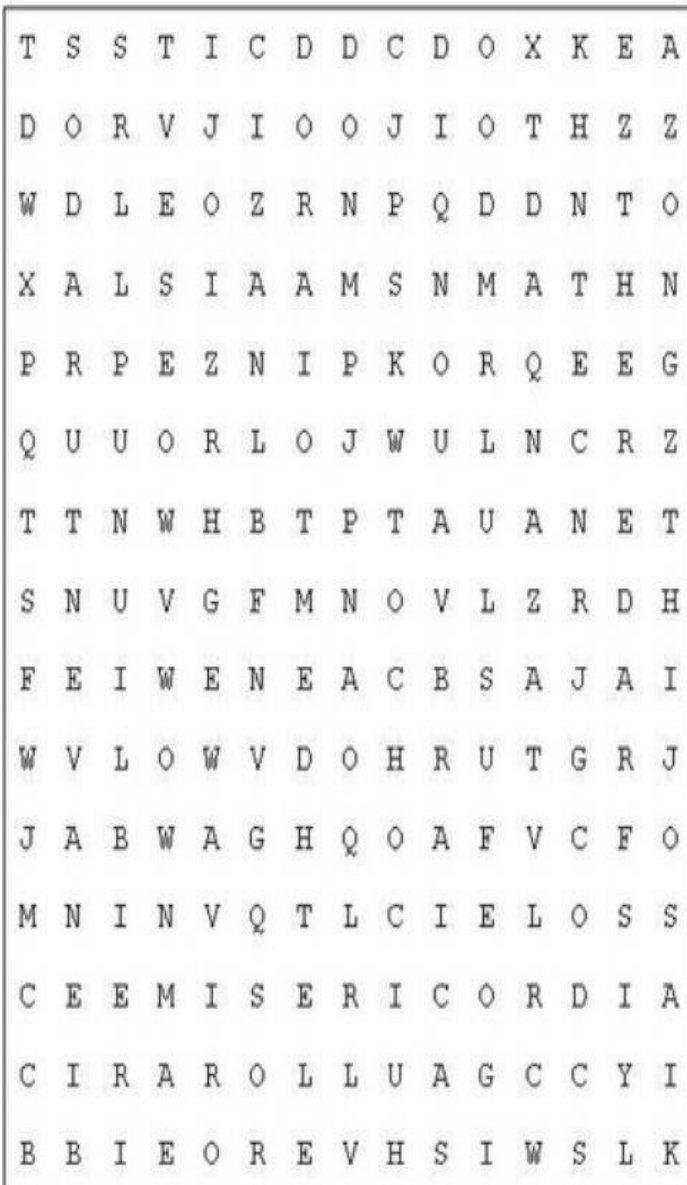 T S S T I C D D C D O X K E A
D O R V J I O O J I O T H Z Z
W D L E O Z R N P Q D D N T O
X A L S I A A M S N M A T H N
P R P E Z N I P K O R Q E E G
Q U U O R L O J W U L N C R Z
T T N W H B T P T A U A N E T
S N U V G F M N O V L Z R D H
F E I W E N E A C B S A J A I
W V L O W V D O H R U T G R J
J A B W A G H Q O A F V C F O
M N I N V Q T L C I E L O S S
C E E M I S E R I C O R D I A
C I R A R O L L U A G C C Y I
B B I E O R E V H S I W S L K